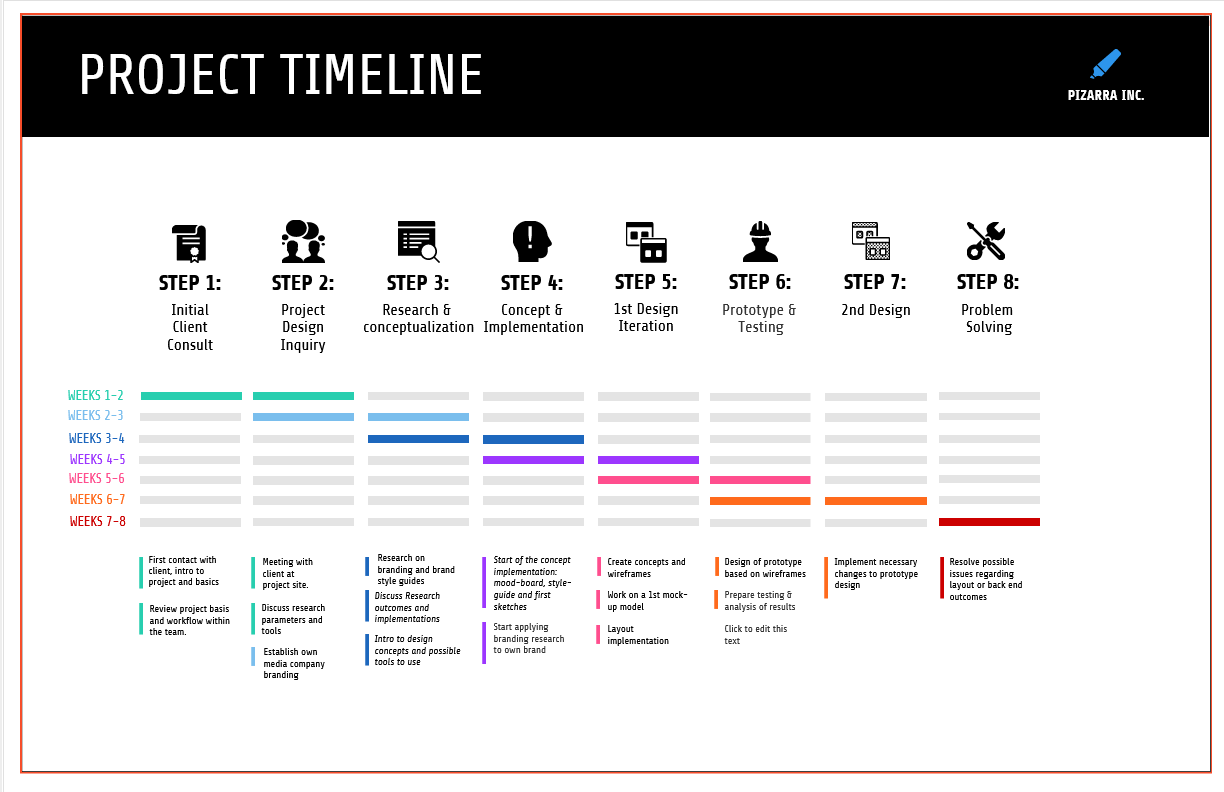 PROJECT TIMELINE
PIZARRA INC.
STEP 1:
Initial
Client
Consult
STEP 2:
Project
Design
Inquiry
STEP 3:
Research &
conceptualization
STEP 4:
Concept &
Implementation
STEP 5:
1st Design
Iteration
STEP 6:
Prototype &
Testing
STEP 7:
2nd Design
STEP 8:
Problem
Solving
WEEKS 1-2
WEEKS 2-3
WEEKS 3-4
WEEKS 4-5
WEEKS 5-6
WEEKS 6-7
WEEKS 7-8
First contact with
client, intro to
project and basics
Review project basis
and workflow within
the team.
Meeting with
client at
project site.
Discuss research
parameters and
tools
Establish own
media company
branding
Research on
branding and brand
style guides
Discuss Research
outcomes and
implementations
Intro to design
concepts and possible
tools to use
Start of the concept
implementation:
mood-board, style-
guide and first
sketches
Start applying
branding research
to own brand
Create concepts and
wireframes
Work on a 1st mock-
up model
Layout
implementation
Design of prototype
based on wireframes
Prepare testing &
analysis of results
Click to edit this
text
Implement necessary
changes to prototype
design
Resolve possible
issues regarding
layout or back end
outcomes